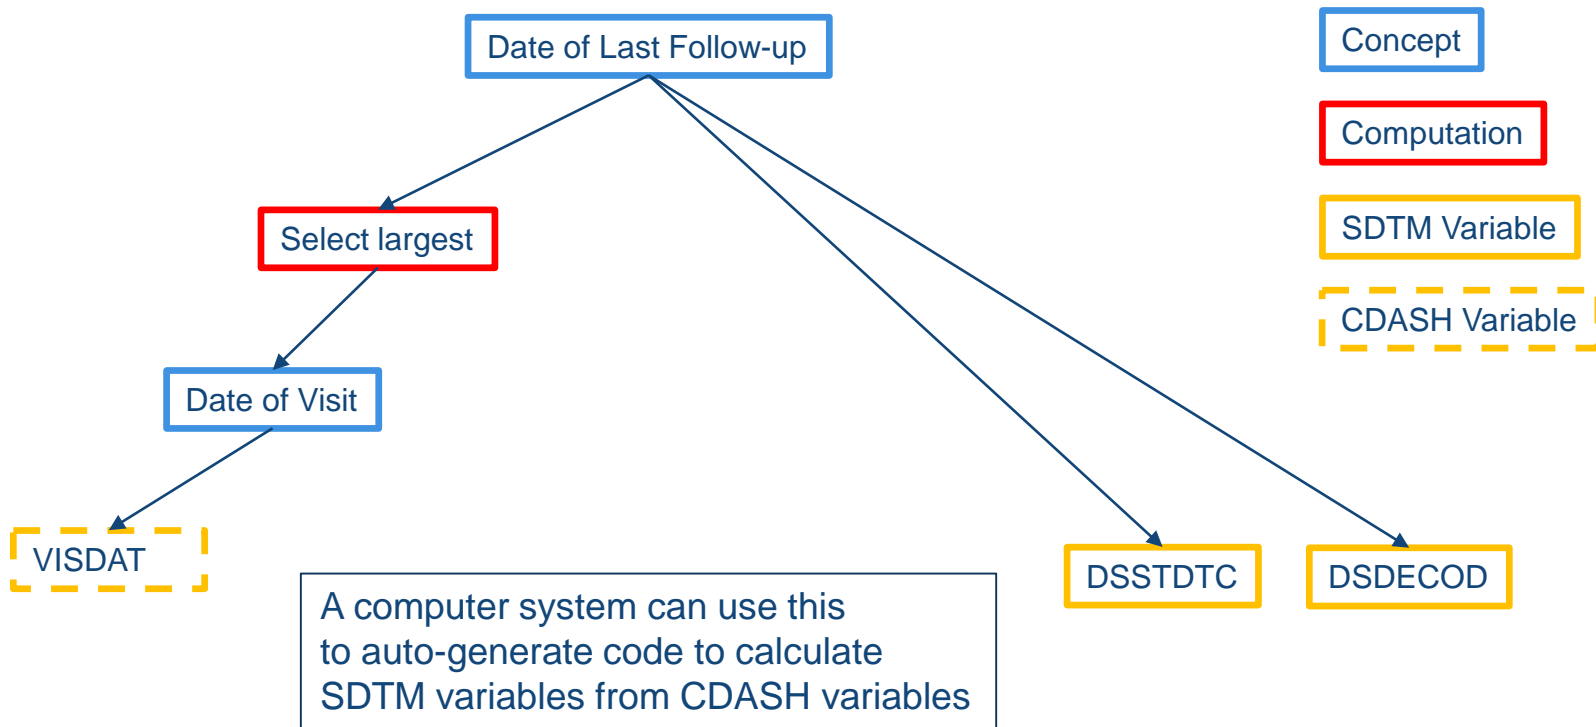 Date of Last Follow-up
Concept
Computation
Select largest
SDTM Variable
CDASH Variable
Date of Visit
VISDAT
DSSTDTC
DSDECOD
A computer system can use this
to auto-generate code to calculate
SDTM variables from CDASH variables